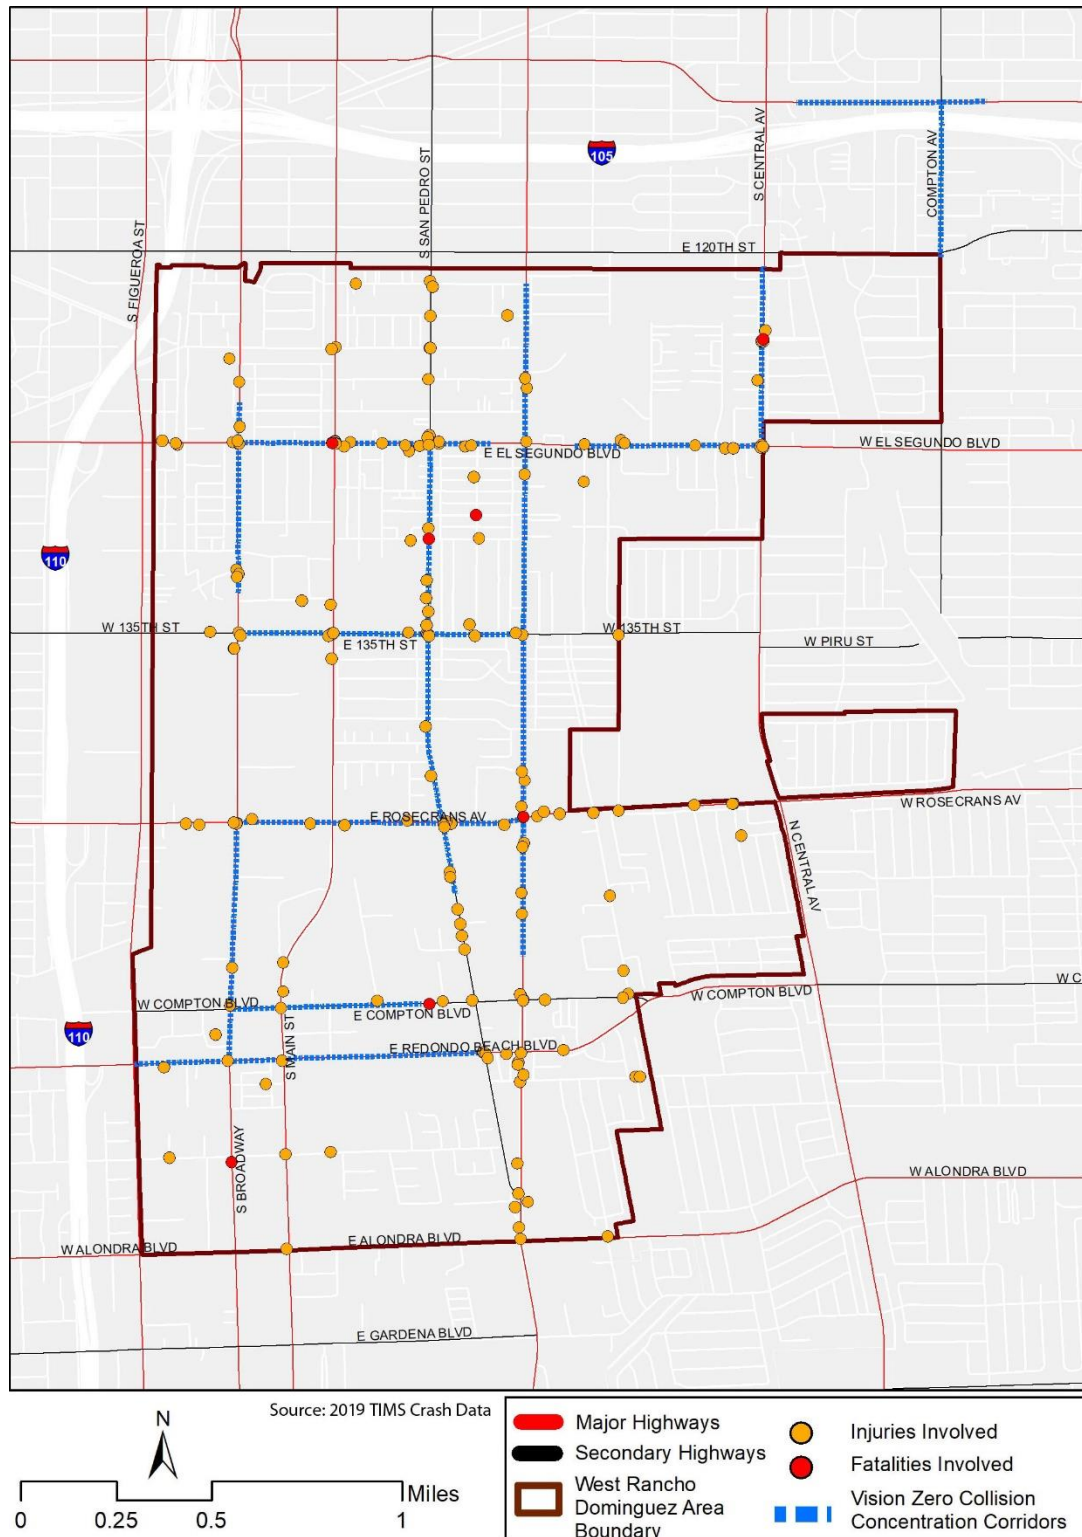 105
S CENTRAL AV
COMPTON AV
S SAN PEDRO ST
S FIGUEROA ST
E 120TH ST
W EL SEGUNDO BLVD
E EL SEGUNDO BLVD
110
W 135TH ST
E 135TH ST
W 135TH ST
W PIRU ST
W ROSECRANS AV
E ROSECRANS AV
N CENTRAL AV
W COMPTON BLVD
E COMPTON BLVD
W COMPTON BLVD
W C
110
S MAIN ST
E REDONDO BEACH BLVD
S BROADWAY
W ALONDRA BLVD
W ALONDRA BLVD
E ALONDRA BLVD
E GARDENA BLVD
Source: 2019 TIMS Crash Data
N
Miles
0 0.25 0.5 1
Major Highways
Secondary Highways
West Rancho
Dominguez Area
Boundary
Injuries Involved
Fatalities Involved
Vision Zero Collision
Concentration Corridors